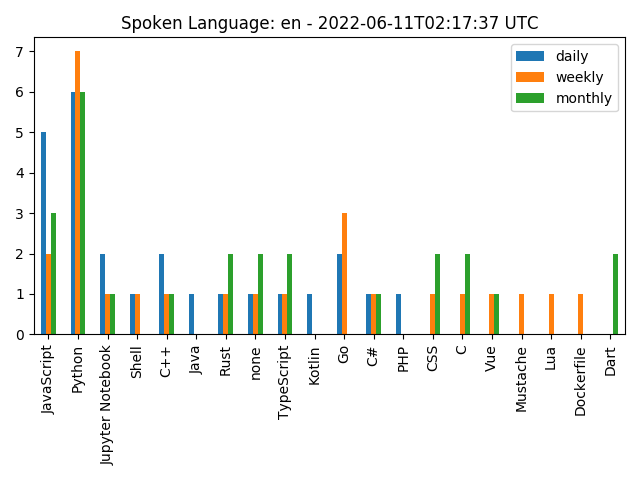 Spoken Language: en - 2022-06-11T02:17:37 UTC
daily
weekly
monthly
7
6
5
4
3
2
1
0
JavaScript
Python
Jupyter Notebook
Shell
C++
Java
Rust
none
TypeScript
Kotlin
Go
C#
PHP
CSS
C
Vue
Mustache
Lua
Dockerfile
Dart